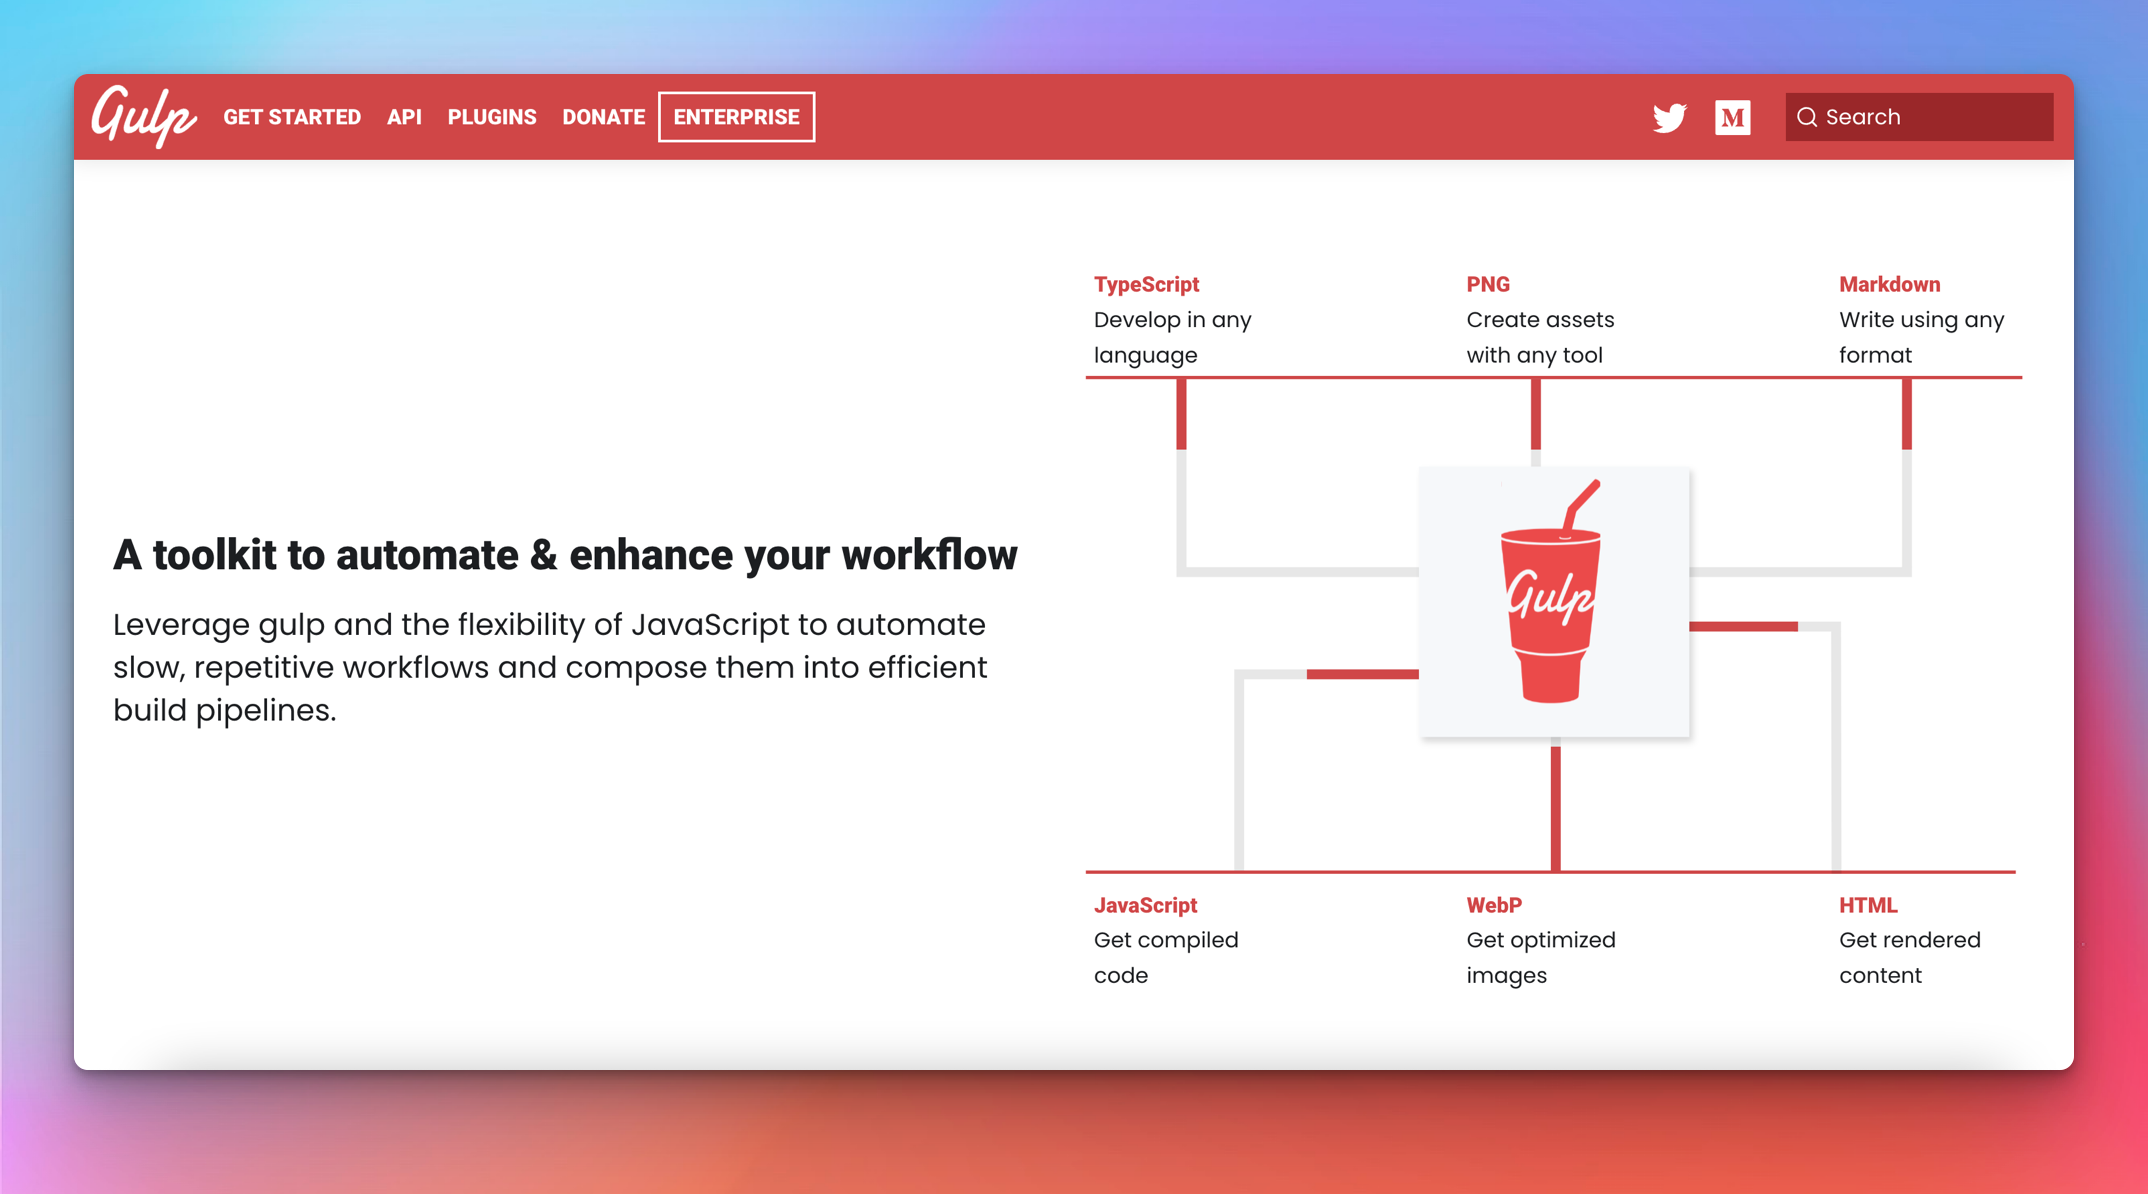 Gulp GET STARTED API PLUGINS DONATE ENTERPRISE M Search
A toolkit to automate & enhance your workflow
Leverage gulp and the flexibility of JavaScript to automate
slow, repetitive workflows and compose them into efficient
build pipelines.
TypeScript
Develop in any
language
PNG
Create assets
with any tool
Markdown
Write using any
format
Gulp
JavaScript
Get compiled
code
WebP
Get optimized
images
HTML
Get rendered
content